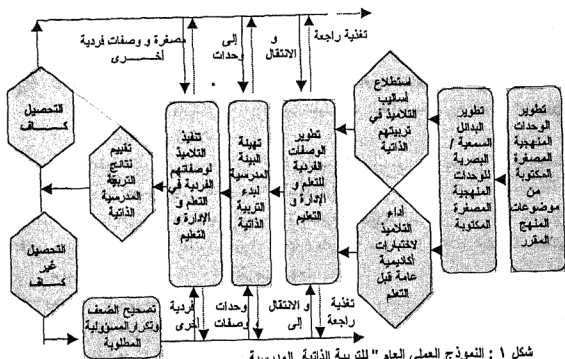 تغذية راجعة
و
الانتقال
إلى
وحدات
مصغرة و وصفات فردية
أخرى
تطوير
الوحدات
المنهجية
المصغرة
المكتوبة
من
موضوعات
المنهج
المقرر
تطوير
البدائل
السمعية /
البصرية
للوحدات
المنهجية
المصغرة
المكتوبة
استطلاع
أساليب
التلاميذ في
تربيتهم
الذاتية
أداء
التلاميذ
لاختبارات
أكاديمية
عامة قبل
التعلم
تطوير
الوصفات
الفردية
للتعلم و
الإدارة و
التعليم
تهيئة
البيئة
المدرسية
لبدء
التربية
الذاتية
تنفيذ
التلاميذ
لوصفاتهم
الفردية في
التعلم و
الإدارة و
التعليم
تقييم
نتائج
التربية
المدرسية
الذاتية
التحصيل
كـــاف
التحصيل
غير
كـــاف
تصحيح الضعف
وتكرار المسؤولية
المطلوبة
تغذية
راجعة
و الانتقال
إلى
وحدات
وصفات
فردية
أخرى
شكل ١ : النموذج العملي العام " للتربية الذاتية المدرسية